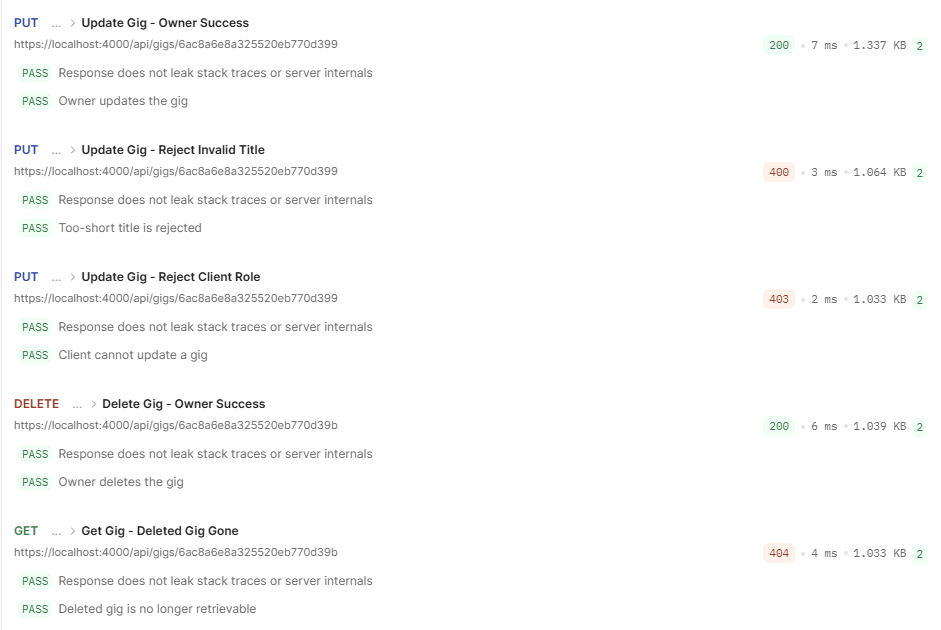 PUT ... > Update Gig - Owner Success
https://localhost:4000/api/gigs/6ac8a6e8a325520eb770d399 200 • 7 ms • 1.337 KB 2
PASS Response does not leak stack traces or server internals
PASS Owner updates the gig
PUT ... > Update Gig - Reject Invalid Title
https://localhost:4000/api/gigs/6ac8a6e8a325520eb770d399 400 • 3 ms • 1.064 KB 2
PASS Response does not leak stack traces or server internals
PASS Too-short title is rejected
PUT ... > Update Gig - Reject Client Role
https://localhost:4000/api/gigs/6ac8a6e8a325520eb770d399 403 • 2 ms • 1.033 KB 2
PASS Response does not leak stack traces or server internals
PASS Client cannot update a gig
DELETE ... > Delete Gig - Owner Success
https://localhost:4000/api/gigs/6ac8a6e8a325520eb770d39b 200 • 6 ms • 1.039 KB 2
PASS Response does not leak stack traces or server internals
PASS Owner deletes the gig
GET ... > Get Gig - Deleted Gig Gone
https://localhost:4000/api/gigs/6ac8a6e8a325520eb770d39b 404 • 4 ms • 1.033 KB 2
PASS Response does not leak stack traces or server internals
PASS Deleted gig is no longer retrievable